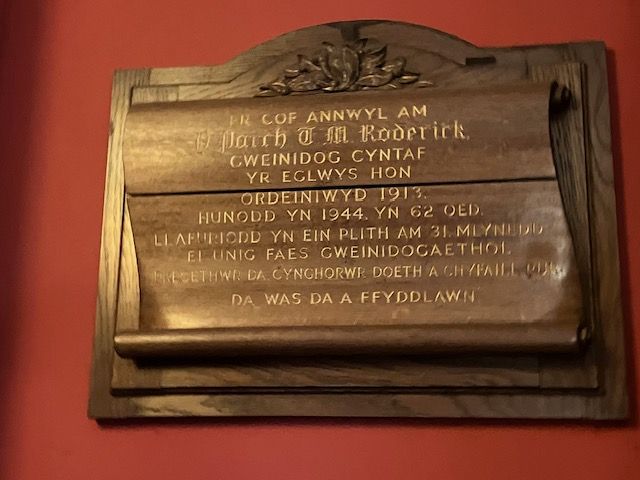 ER COF ANNWYL AM
Y Parch T. M. Roderick,
GWEINIDOG CYNTAF
YR EGLWYS HON
ORDEINIWYD 1913.
HUNODD YN 1944, YN 62 OED.
LLAFURIODD YN EIN PLITH AM 31, MLYNEDD
EI UNIG FAES GWEINIDOGAETHOL
PREGETHWR DA, CYNGHORWR DOETH A CHYFAILL PUR
DA, WAS DA A FFYDDLAWN